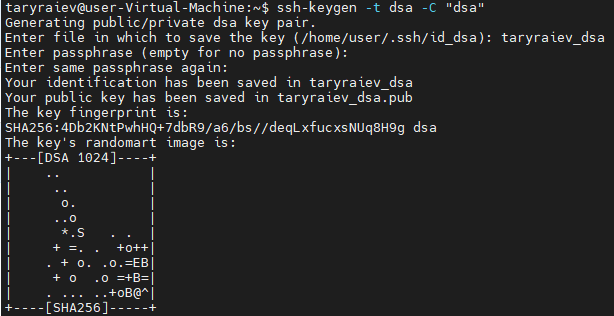 taryraiev@user-Virtual-Machine:~$ ssh-keygen -t dsa -C "dsa"
Generating public/private dsa key pair.
Enter file in which to save the key (/home/user/.ssh/id_dsa): taryraiev_dsa
Enter passphrase (empty for no passphrase):
Enter same passphrase again:
Your identification has been saved in taryraiev_dsa
Your public key has been saved in taryraiev_dsa.pub
The key fingerprint is:
SHA256:4Db2KNtPwhHQ+7dbR9/a6/bs//deqLxfucxsNUq8H9g dsa
The key's randomart image is:
+---[DSA 1024]----+
|    ..           |
|     ..          |
|      o.         |
|     ..o         |
|      *.S   . .  |
|     + =. .  +o++|
|    . + o. .o.=EB|
|     + o  .o =+B=|
|    . ... ..+oB@^|
+----[SHA256]-----+